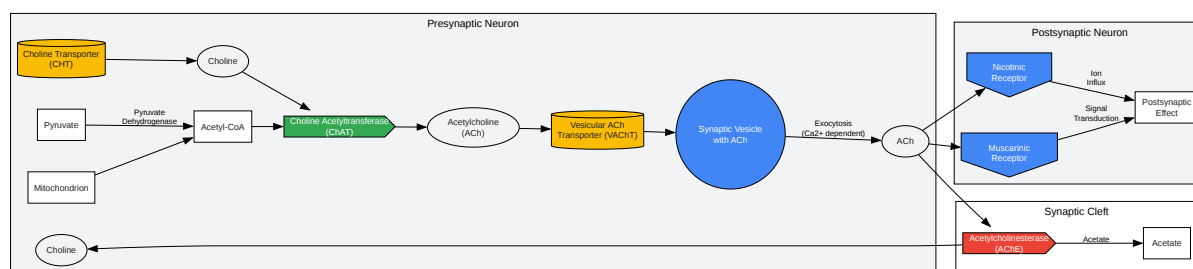 Presynaptic Neuron
Choline Transporter
(CHT)
Choline
Pyruvate
Pyruvate
Dehydrogenase
Acetyl-CoA
Mitochondrion
Choline Acetyltransferase
(ChAT)
Acetylcholine
(ACh)
Vesicular ACh
Transporter (VAChT)
Synaptic Vesicle
with ACh
Exocytosis
(Ca2+ dependent)
ACh
Choline
Postsynaptic Neuron
Nicotinic
Receptor
Ion
Influx
Muscarinic
Receptor
Signal
Transduction
Postsynaptic
Effect
Synaptic Cleft
Acetylcholinesterase
(AChE)
Acetate
Acetate